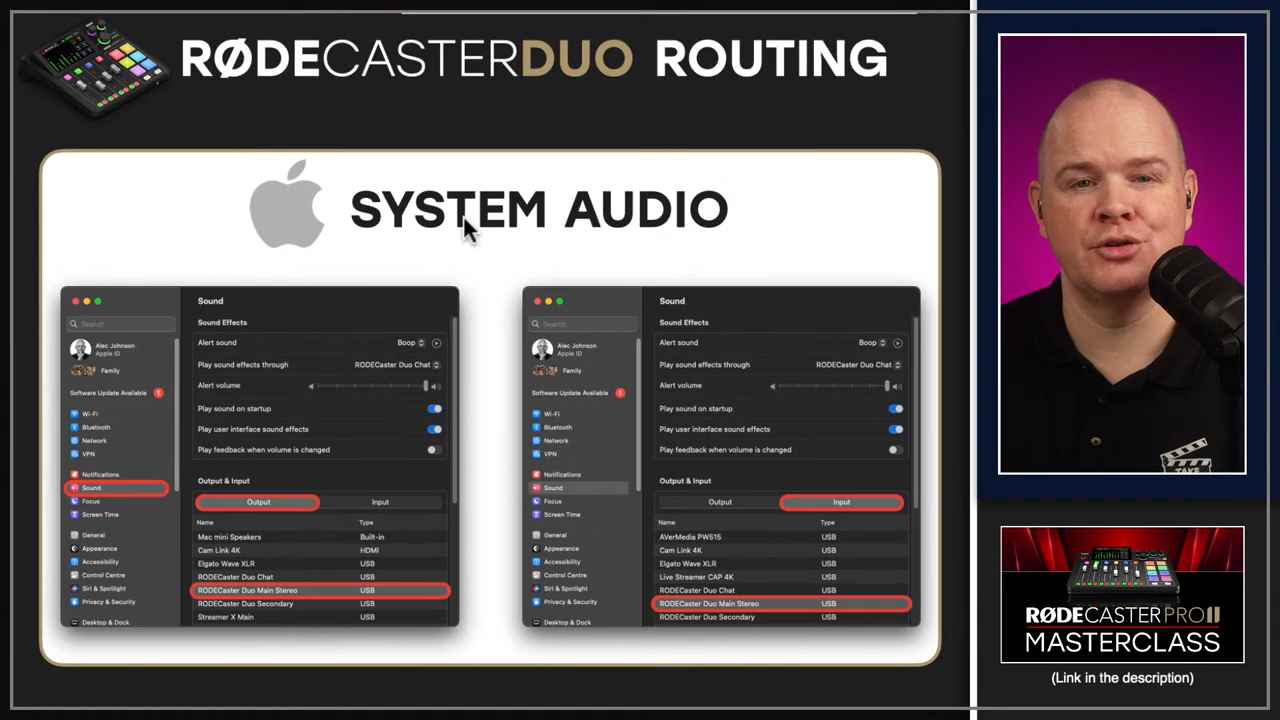 RØDECASTERDUO ROUTING
SYSTEM AUDIO
Sound
Search
Sound Effects
Alec Johnson
Apple ID
Alert sound
Boop
Family
Play sound effects through
RODECaster Duo Chat
Alert volume
Software Update Available
1
Play sound on startup
Wi-Fi
Bluetooth
Play user interface sound effects
Network
VPN
Play feedback when volume is changed
Notifications
Output & Input
Sound
Focus
Output
Input
Screen Time
Name
Type
General
Mac mini Speakers
Built-in
Appearance
Cam Link 4K
HDMI
Accessibility
Elgato Wave XLR
USB
Control Centre
RODECaster Duo Chat
USB
Siri & Spotlight
RODECaster Duo Main Stereo
USB
Privacy & Security
RODECaster Duo Secondary
USB
Desktop & Dock
Streamer X Main
USB
Sound
Search
Sound Effects
Alec Johnson
Apple ID
Alert sound
Boop
Family
Play sound effects through
RODECaster Duo Chat
Alert volume
Software Update Available
1
Play sound on startup
Wi-Fi
Bluetooth
Play user interface sound effects
Network
VPN
Play feedback when volume is changed
Notifications
Output & Input
Sound
Focus
Output
Input
Screen Time
Name
Type
General
AVerMedia PW515
USB
Appearance
Cam Link 4K
USB
Accessibility
Elgato Wave XLR
USB
Control Centre
Live Streamer CAP 4K
USB
Siri & Spotlight
RODECaster Duo Chat
USB
Privacy & Security
RODECaster Duo Main Stereo
USB
Desktop & Dock
RODECaster Duo Secondary
USB
TAKE
RØDECASTERPROII
MASTERCLASS
(Link in the description)